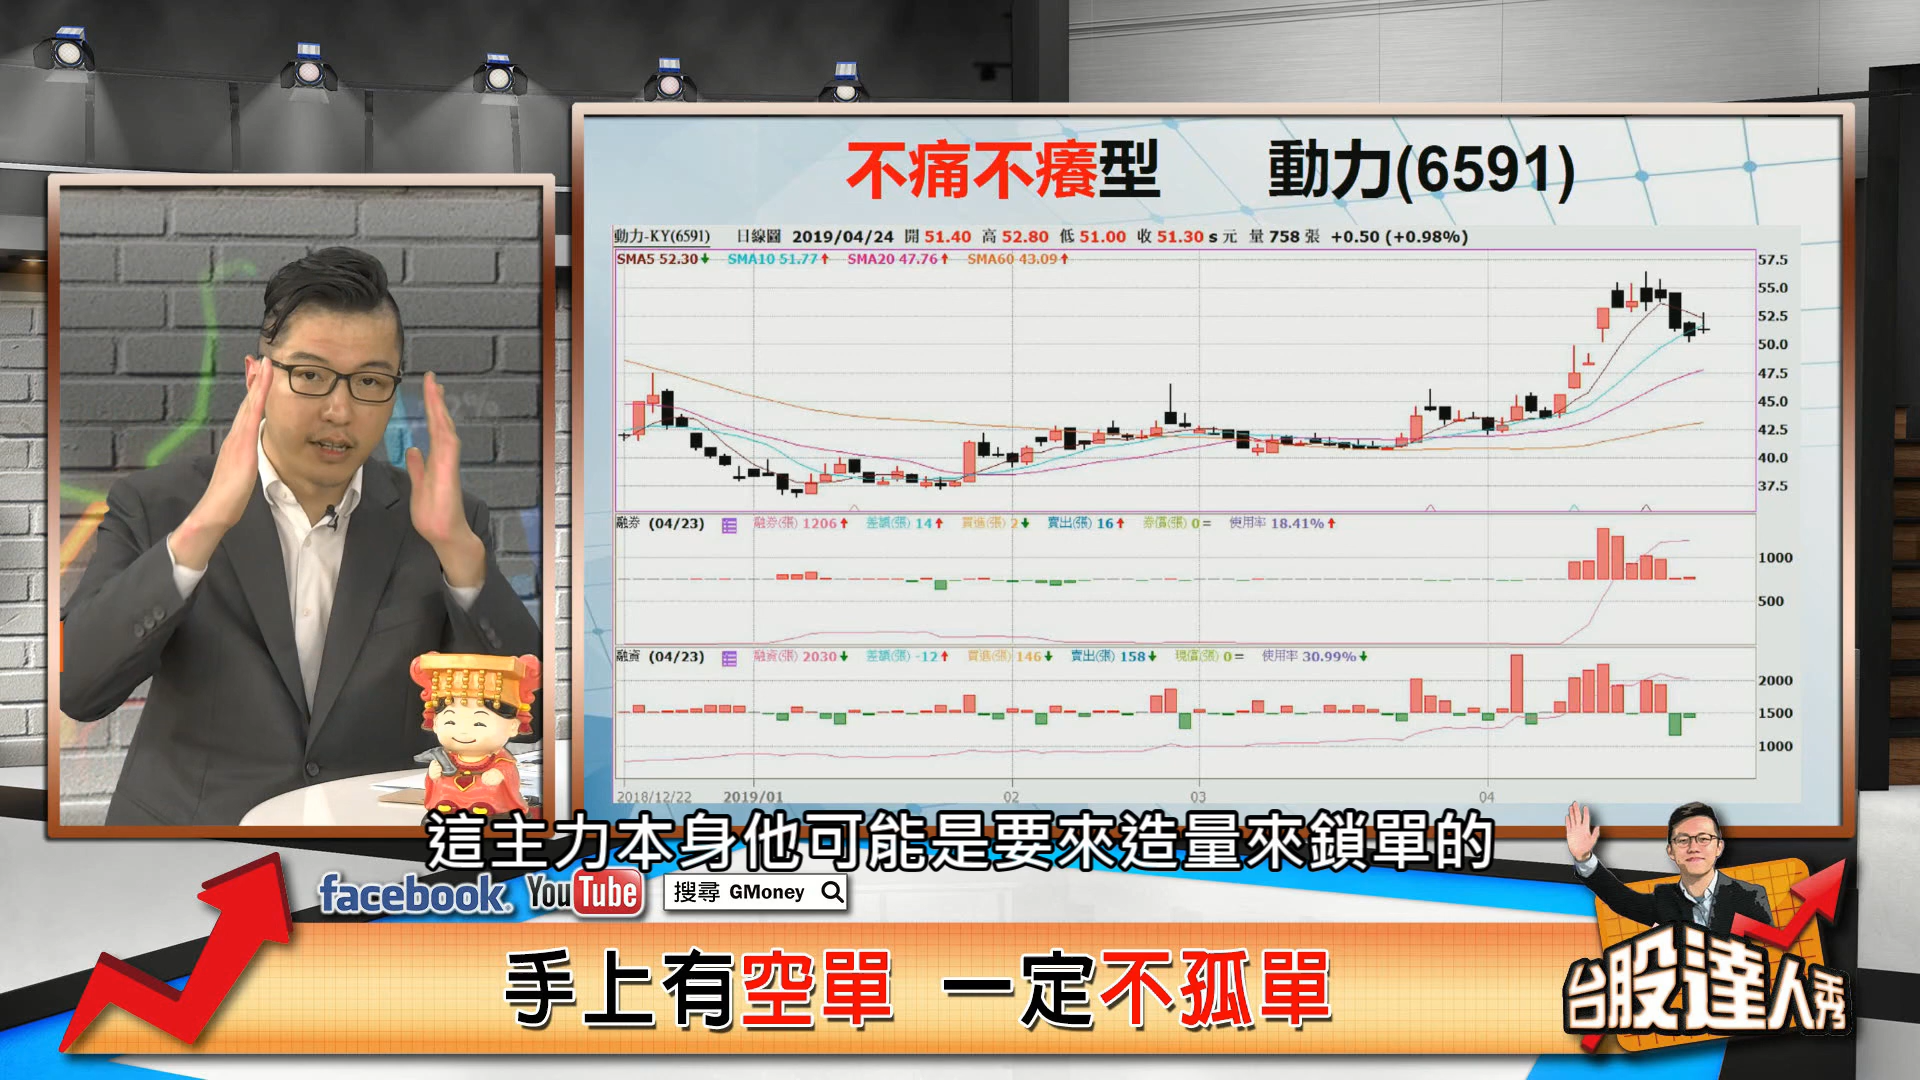 不痛不癢型 動力(6591)
動力-KY(6591) 日線圖 2019/04/24 開 51.40 高 52.80 低 51.00 收 51.30 s 元 量 758 張 +0.50 (+0.98%)
SMA5 52.30↓ SMA10 51.77↑ SMA20 47.76↑ SMA60 43.09↑
57.5
55.0
52.5
50.0
47.5
45.0
42.5
40.0
37.5
融券 (04/23) 融券(張) 1206↑ 差額(張) 14↑ 買進(張) 2↓ 賣出(張) 16↑ 券償(張) 0= 使用率 18.41%↑
1000
500
融資 (04/23) 融資(張) 2030↓ 差額(張) -12↑ 買進(張) 146↓ 賣出(張) 158↓ 現償(張) 0= 使用率 30.99%↓
2000
1500
1000
2018/12/22 2019/01 02 03 04
這主力本身他可能是要來造量來鎖單的
facebook. YouTube 搜尋 GMoney
手上有空單 一定不孤單
台股達人秀